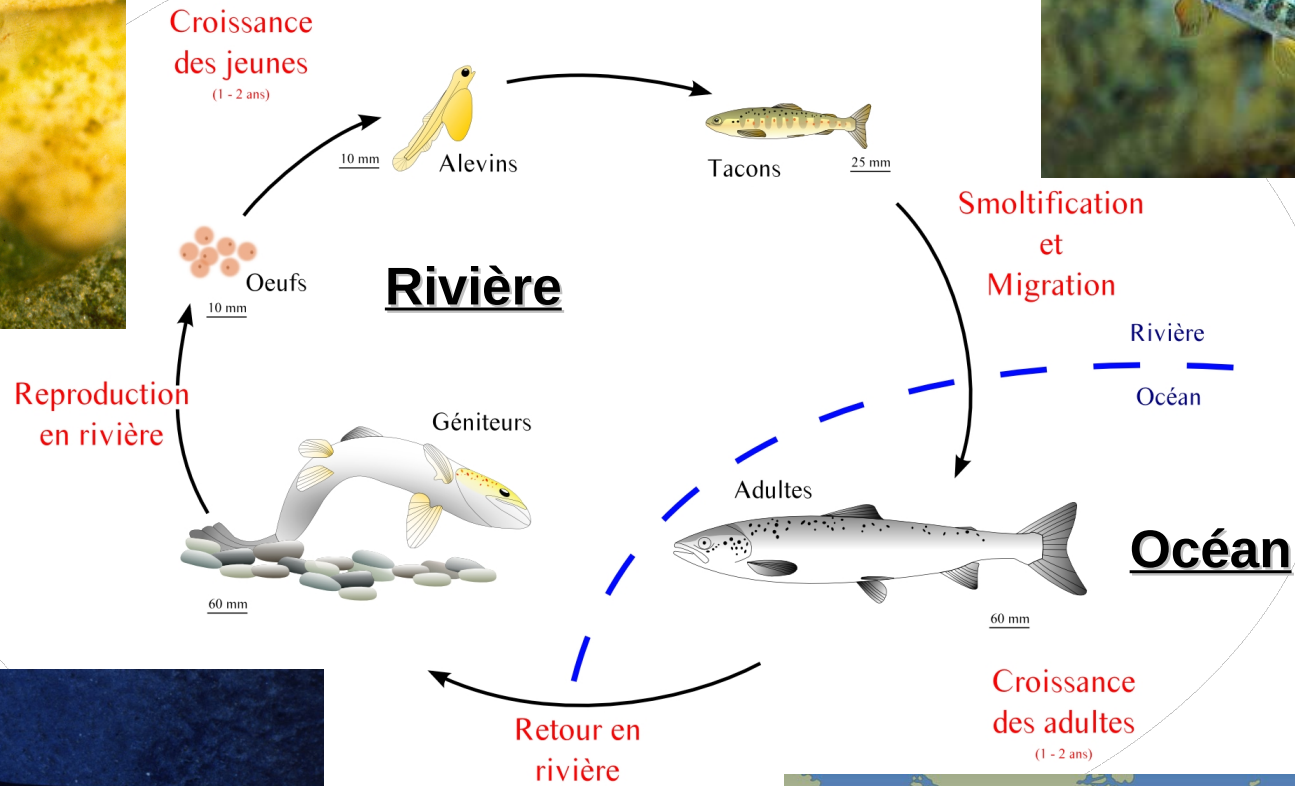 Croissance
des jeunes
(1 - 2 ans)
10 mm
Alevins
Tacons
25 mm
Smoltification
et
Migration
Oeufs
10 mm
Rivière
Rivière
Océan
Reproduction
en rivière
Géniteurs
Adultes
Océan
60 mm
60 mm
Croissance
des adultes
(1 - 2 ans)
Retour en
rivière